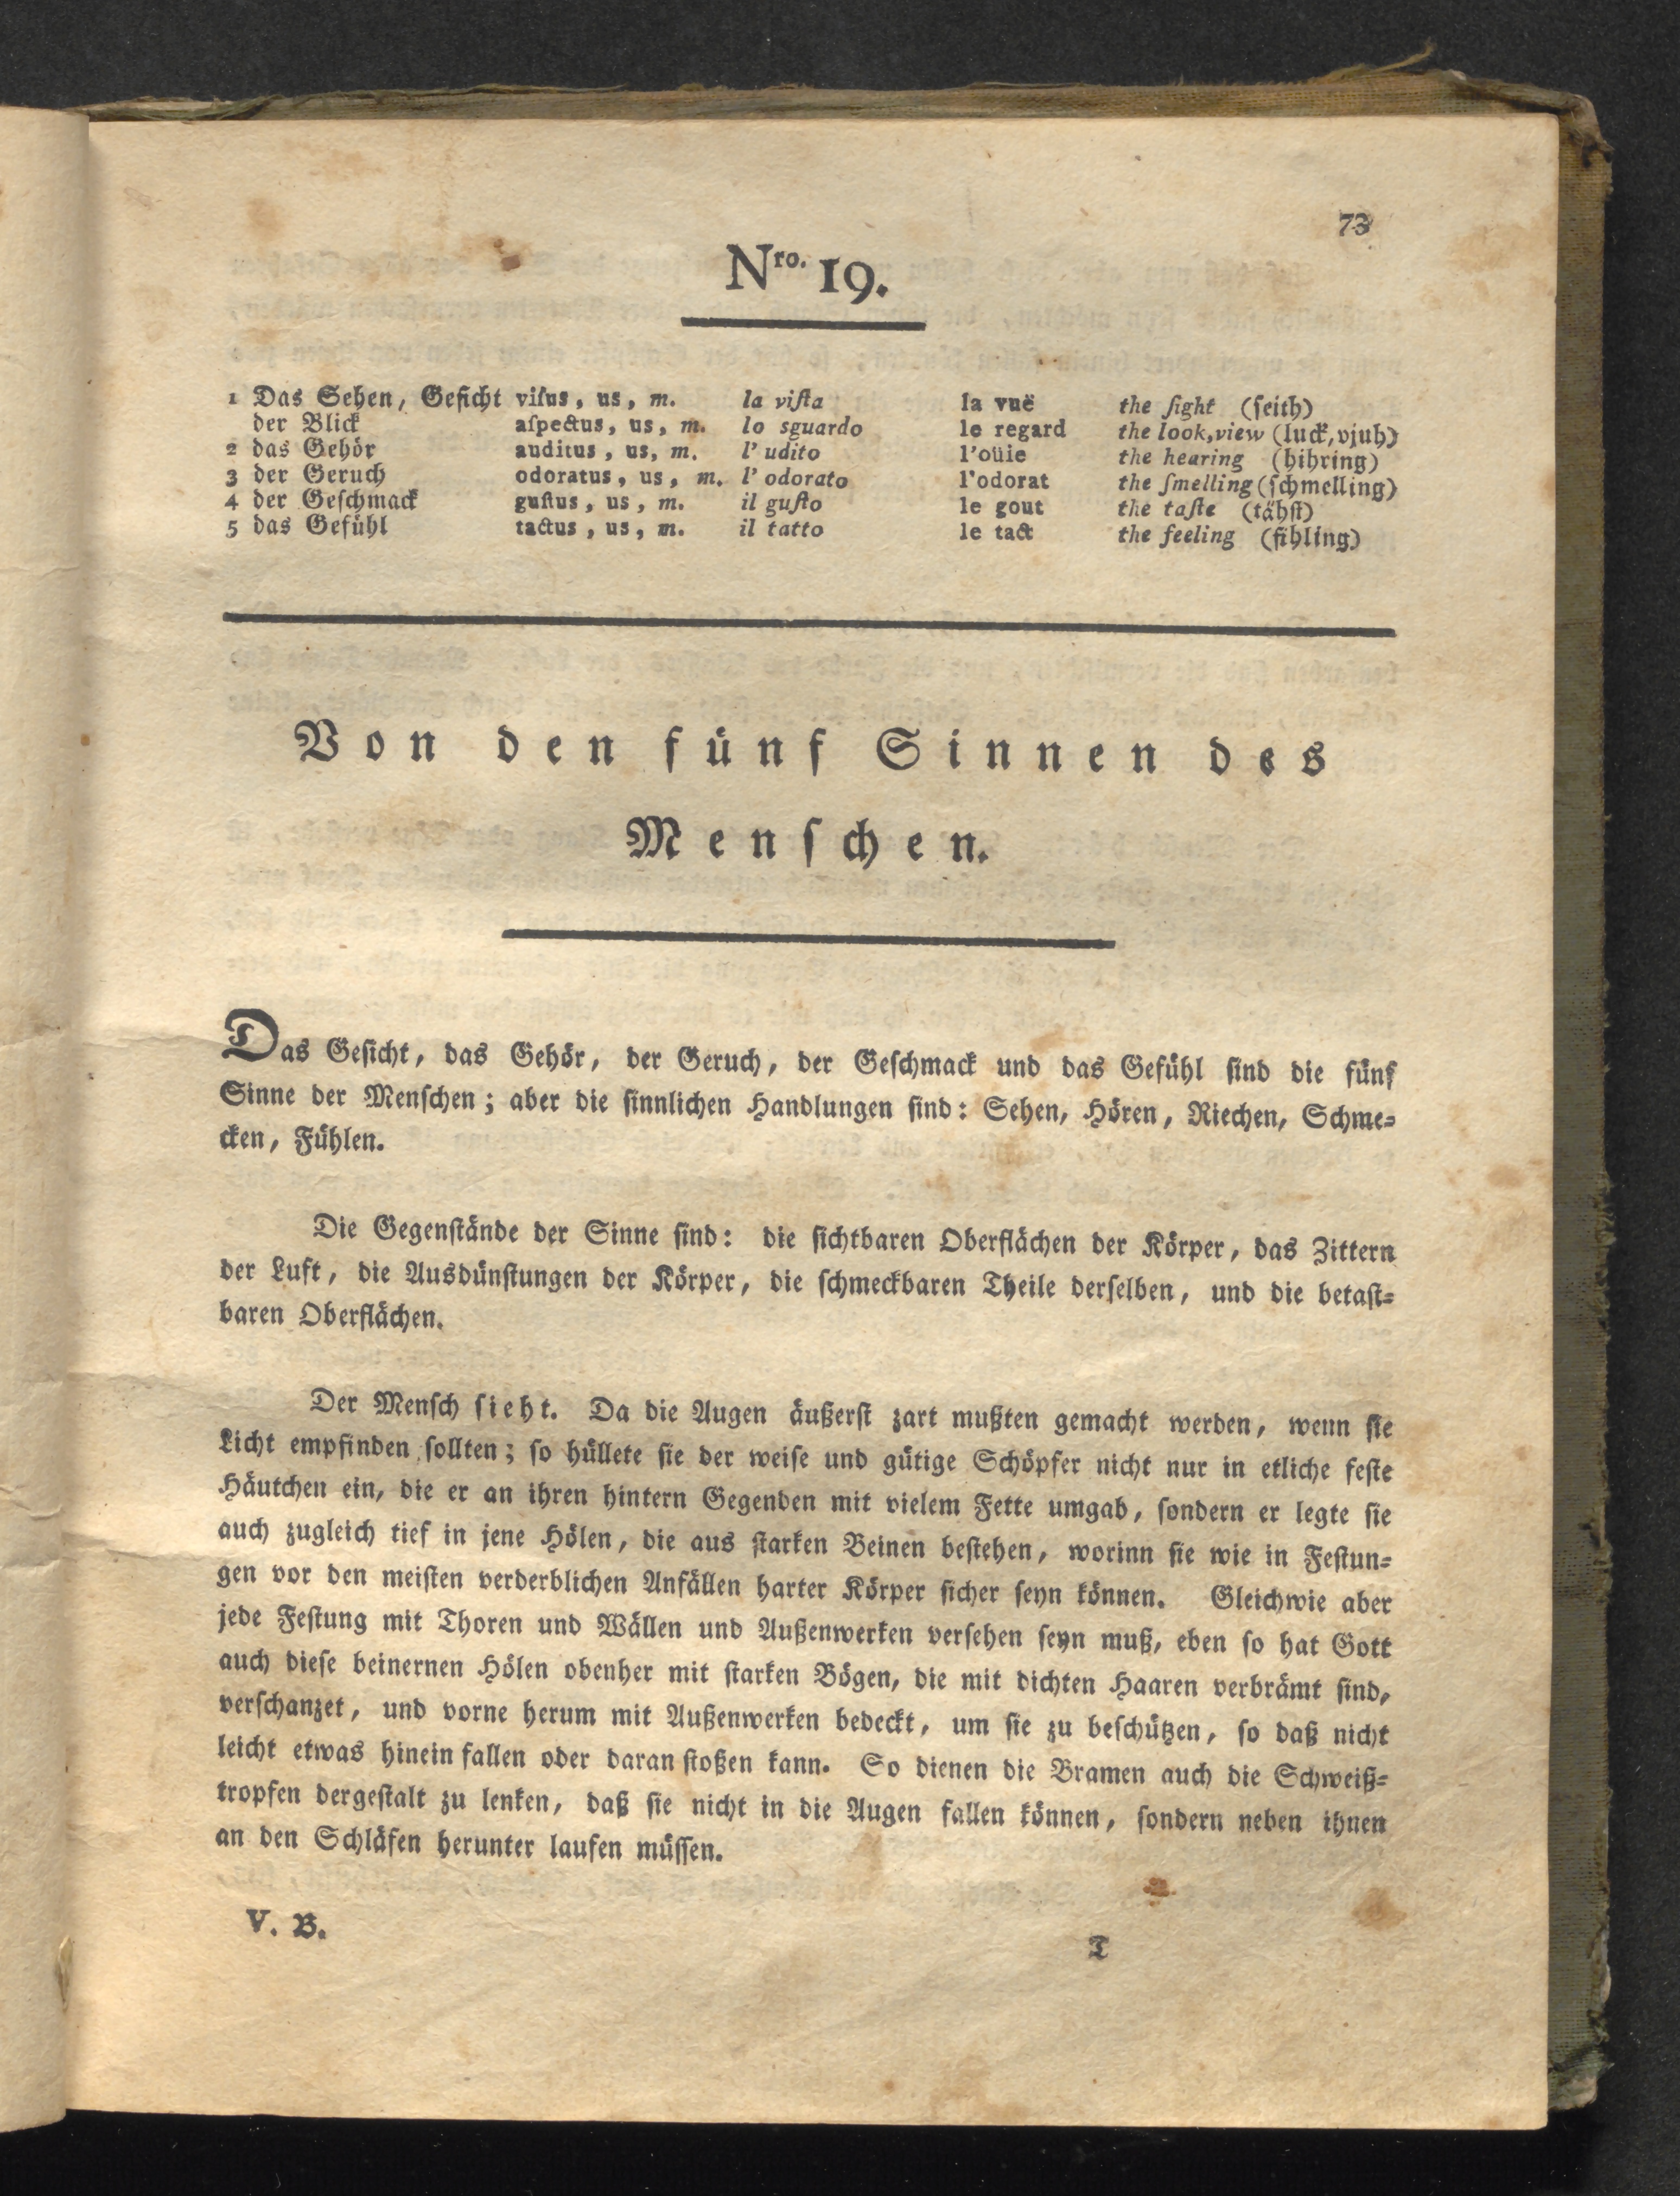 73
Nro. 19.
1 Das Sehen, Gesicht viſus, us, m. la viſta la vuë the ſight (ſeith)
der Blick aſpectus, us, m. lo sguardo le regard the look, view (luck, vjuh)
2 das Gehör auditus, us, m. l' udito l'oüie the hearing (hihring)
3 der Geruch odoratus, us, m. l' odorato l'odorat the ſmelling (ſchmelling)
4 der Geſchmack guſtus, us, m. il guſto le gout the taſte (tähſt)
5 das Gefühl tactus, us, m. il tatto le tact the feeling (fihling)
Von den fünf Sinnen des
Menſchen.
Das Geſicht, das Gehör, der Geruch, der Geſchmack und das Gefühl ſind die fünf
Sinne der Menſchen; aber die ſinnlichen Handlungen ſind: Sehen, Hören, Riechen, Schme-
cken, Fühlen.
Die Gegenſtände der Sinne ſind: die ſichtbaren Oberflächen der Körper, das Zittern
der Luft, die Ausdünſtungen der Körper, die ſchmeckbaren Theile derſelben, und die betaſt-
baren Oberflächen.
Der Menſch ſieht. Da die Augen äußerſt zart mußten gemacht werden, wenn ſie
Licht empfinden ſollten; ſo hüllete ſie der weiſe und gütige Schöpfer nicht nur in etliche feſte
Häutchen ein, die er an ihren hintern Gegenden mit vielem Fette umgab, ſondern er legte ſie
auch zugleich tief in jene Hölen, die aus ſtarken Beinen beſtehen, worinn ſie wie in Feſtun-
gen vor den meiſten verderblichen Anfällen harter Körper ſicher ſeyn können. Gleichwie aber
jede Feſtung mit Thoren und Wällen und Außenwerken verſehen ſeyn muß, eben ſo hat Gott
auch dieſe beinernen Hölen obenher mit ſtarken Bögen, die mit dichten Haaren verbrämt ſind,
verſchanzet, und vorne herum mit Außenwerken bedeckt, um ſie zu beſchützen, ſo daß nicht
leicht etwas hinein fallen oder daran ſtoßen kann. So dienen die Bramen auch die Schweiß-
tropfen dergeſtalt zu lenken, daß ſie nicht in die Augen fallen können, ſondern neben ihnen
an den Schläfen herunter laufen müſſen.
V. B. T